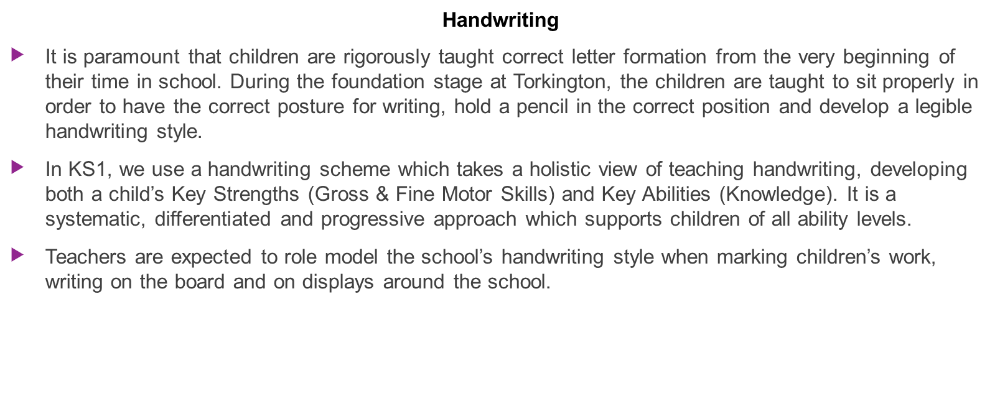 Handwriting
It is paramount that children are rigorously taught correct letter formation from the very beginning of
their time in school. During the foundation stage at Torkington, the children are taught to sit properly in
order to have the correct posture for writing, hold a pencil in the correct position and develop a legible
handwriting style.
In KS1, we use a handwriting scheme which takes a holistic view of teaching handwriting, developing
both a child’s Key Strengths (Gross & Fine Motor Skills) and Key Abilities (Knowledge). It is a
systematic, differentiated and progressive approach which supports children of all ability levels.
Teachers are expected to role model the school’s handwriting style when marking children’s work,
writing on the board and on displays around the school.